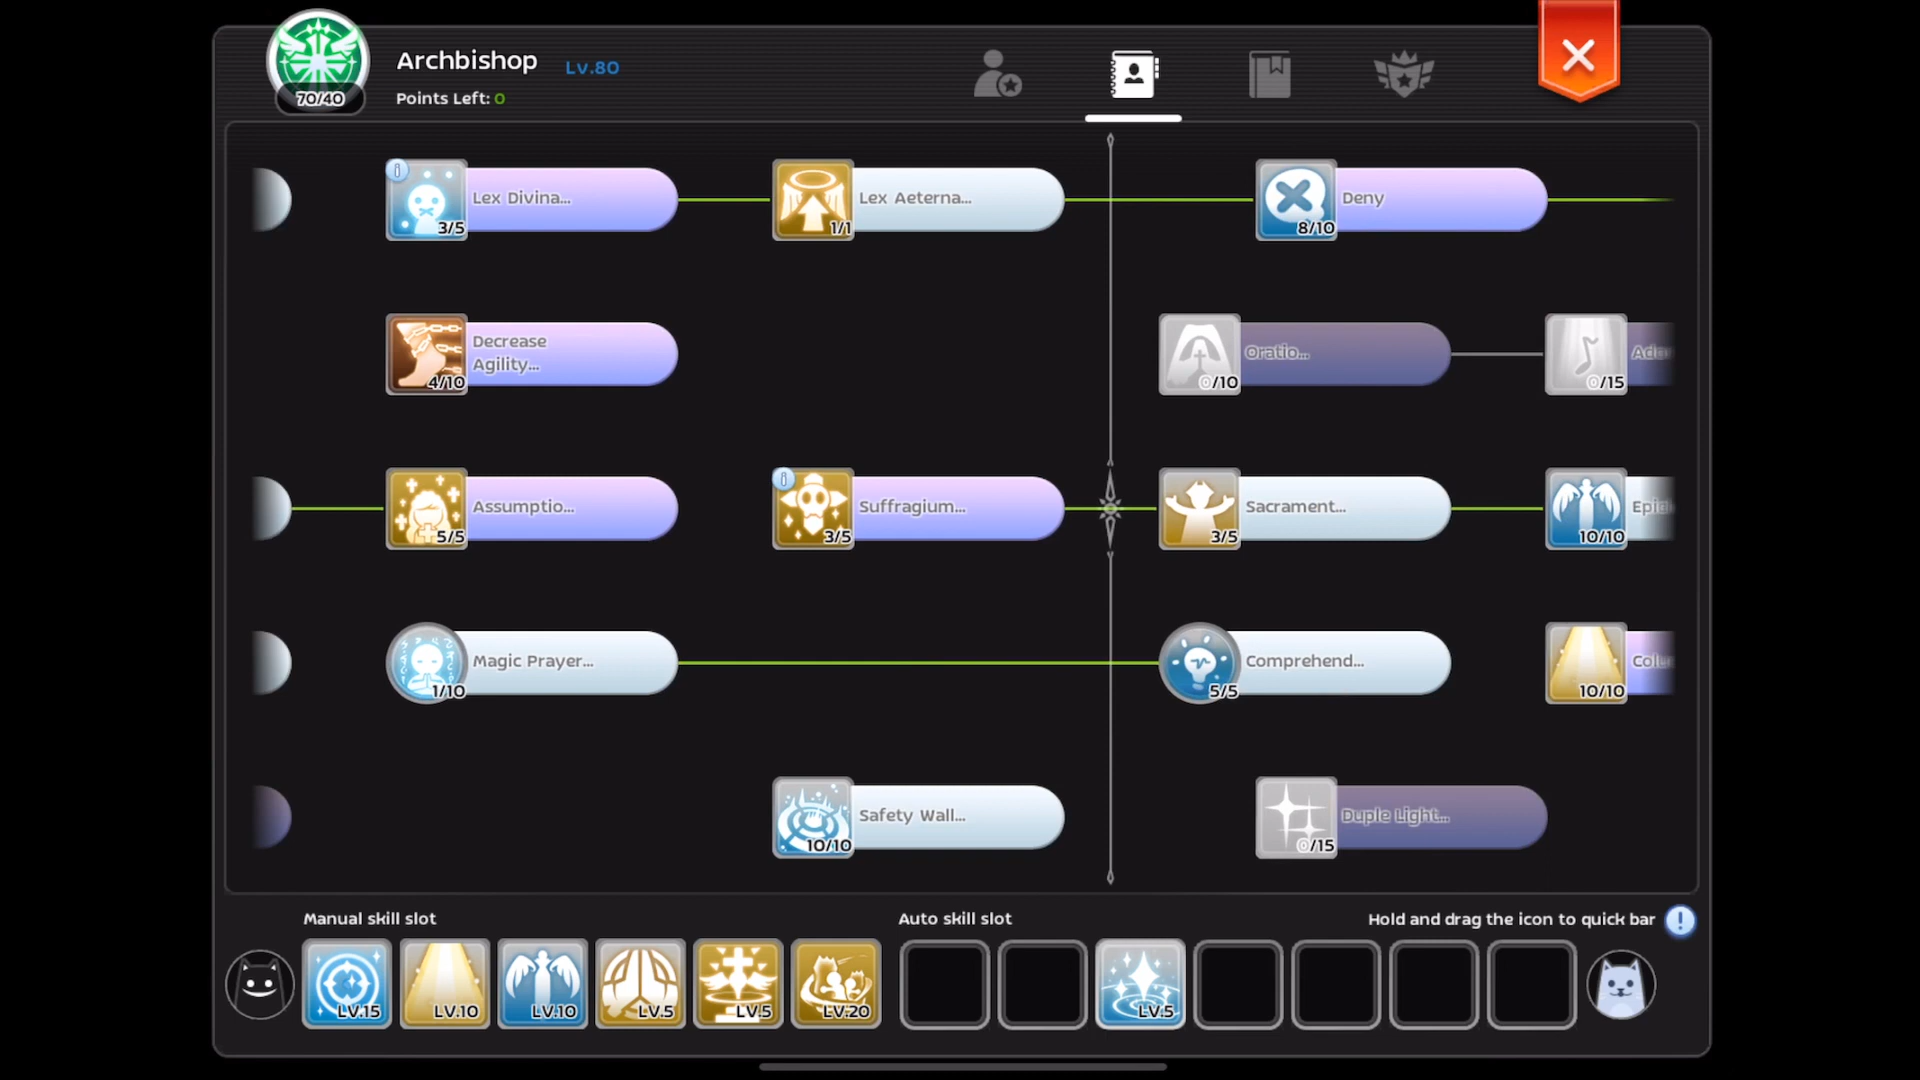 Archbishop
Lv.80
70/40
Points Left: 0
Lex Divina...
3/5
Lex Aeterna...
1/1
Deny
8/10
Decrease
Agility...
4/10
Oratio...
0/10
0/15
Assumptio...
5/5
Suffragium...
3/5
Sacrament...
3/5
10/10
Magic Prayer...
1/10
Comprehend...
5/5
10/10
Safety Wall...
10/10
Duple Light...
0/15
Manual skill slot
Auto skill slot
Hold and drag the icon to quick bar
LV.15
LV.10
LV.10
LV.5
LV.5
LV.20
LV.5